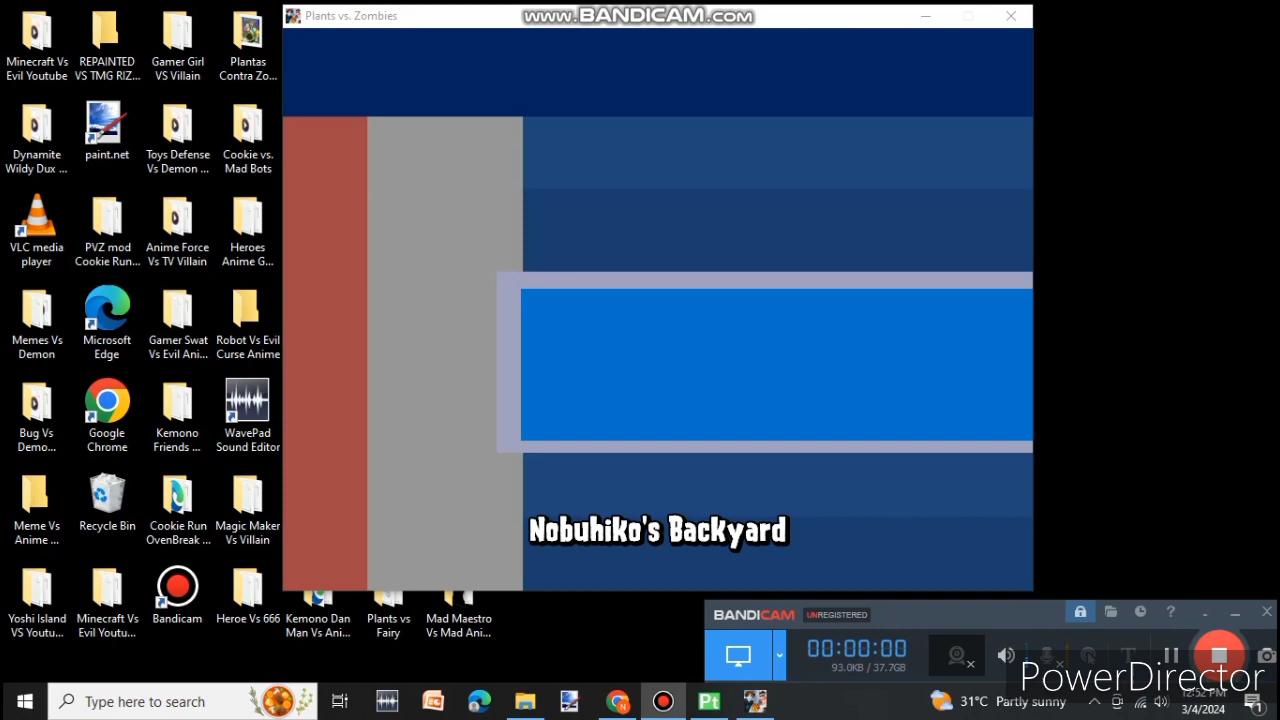 Plants vs. Zombies
www.BANDICAM.com
Minecraft Vs
Evil Youtube
REPAINTED
VS TMG RIZ...
Gamer Girl
VS Villain
Plantas
Contra Zo...
Dynamite
Wildy Dux ...
paint.net
Toys Defense
Vs Demon ...
Cookie vs.
Mad Bots
VLC media
player
PVZ mod
Cookie Run...
Anime Force
Vs TV Villain
Heroes
Anime G...
Memes Vs
Demon
Microsoft
Edge
Gamer Swat
Vs Evil Ani...
Robot Vs Evil
Curse Anime
Bug Vs
Demo...
Google
Chrome
Kemono
Friends ...
WavePad
Sound Editor
Meme Vs
Anime ...
Recycle Bin
Cookie Run
OvenBreak ...
Magic Maker
Vs Villain
Nobuhiko's Backyard
Yoshi Island
VS Youtu...
Minecraft Vs
Evil Youtu...
Bandicam
Heroe Vs 666
Kemono Dan
Man Vs Ani...
Plants vs
Fairy
Mad Maestro
Vs Mad Ani...
BANDICAM UNREGISTERED
00:00:00
93.0KB / 37.7GB
PowerDirector
Type here to search
31°C Partly sunny
12:52 PM
3/4/2024